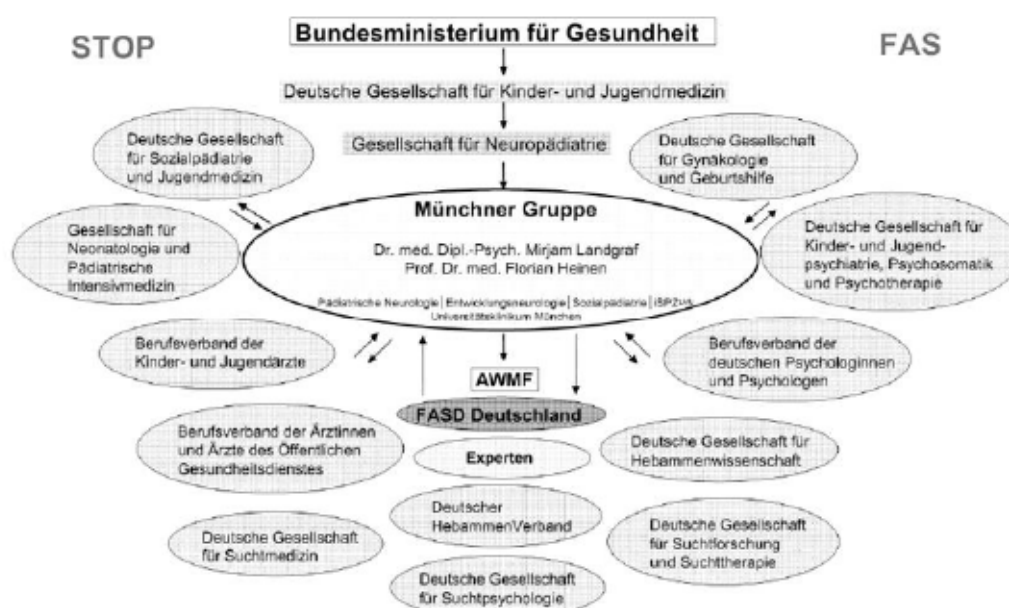 STOP
FAS
Bundesministerium für Gesundheit
Deutsche Gesellschaft für Kinder- und Jugendmedizin
Gesellschaft für Neuropädiatrie
Deutsche Gesellschaft
für Sozialpädiatrie
und Jugendmedizin
Deutsche Gesellschaft
für Gynäkologie
und Geburtshilfe
Gesellschaft für
Neonatologie und
Pädiatrische
Intensivmedizin
Münchner Gruppe
Dr. med. Dipl.-Psych. Mirjam Landgraf
Prof. Dr. med. Florian Heinen
Pädiatrische Neurologie | Entwicklungsneurologie | Sozialpädiatrie |
Universitätsklinikum München
Deutsche Gesellschaft für
Kinder- und Jugend-
psychiatrie, Psychosomatik
und Psychotherapie
Berufsverband der
Kinder- und Jugendärzte
Berufsverband der
deutschen Psychologinnen
und Psychologen
AWMF
FASD Deutschland
Experten
Berufsverband der Ärztinnen
und Ärzte des Öffentlichen
Gesundheitsdienstes
Deutsche Gesellschaft für
Hebammenwissenschaft
Deutscher
HebammenVerband
Deutsche Gesellschaft
für Suchtmedizin
Deutsche Gesellschaft
für Suchtforschung
und Suchttherapie
Deutsche Gesellschaft
für Suchtpsychologie